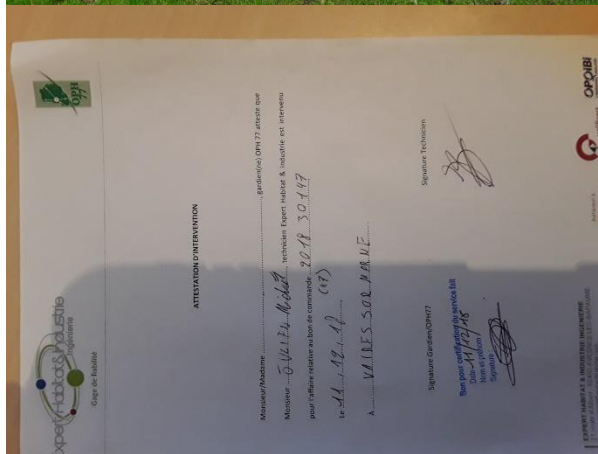 Expert Habitat & Industrie
Ingénierie
Gage de fiabilité
OPH
77
ATTESTATION D'INTERVENTION
Monsieur/Madame ........ gardien(ne) OPH 77 atteste que
Monsieur ........ technicien Expert Habitat & Industrie est intervenu
pour l'affaire relative au bon de commande 2018 30147
(77)
Le 11.12.18
A VAIRES SUR MARNE
Signature Gardien/OPH77
Signature Technicien
Bon pour certification du service fait
Date 11/12/18
Nom et prénom
Signature
EXPERT HABITAT & INDUSTRIE INGENIERIE
OPQIBI